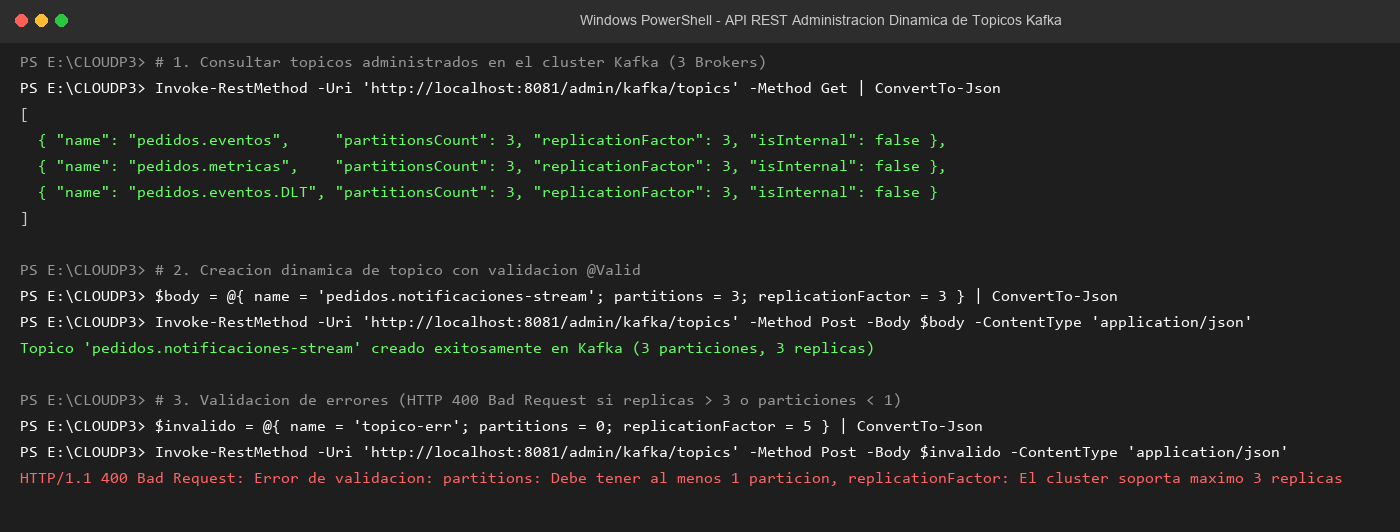 Windows PowerShell - API REST Administracion Dinamica de Topicos Kafka
PS E:\CLOUDP3> # 1. Consultar topicos administrados en el cluster Kafka (3 Brokers)
PS E:\CLOUDP3> Invoke-RestMethod -Uri 'http://localhost:8081/admin/kafka/topics' -Method Get | ConvertTo-Json
[
  { "name": "pedidos.eventos",     "partitionsCount": 3, "replicationFactor": 3, "isInternal": false },
  { "name": "pedidos.metricas",    "partitionsCount": 3, "replicationFactor": 3, "isInternal": false },
  { "name": "pedidos.eventos.DLT", "partitionsCount": 3, "replicationFactor": 3, "isInternal": false }
]
PS E:\CLOUDP3> # 2. Creacion dinamica de topico con validacion @Valid
PS E:\CLOUDP3> $body = @{ name = 'pedidos.notificaciones-stream'; partitions = 3; replicationFactor = 3 } | ConvertTo-Json
PS E:\CLOUDP3> Invoke-RestMethod -Uri 'http://localhost:8081/admin/kafka/topics' -Method Post -Body $body -ContentType 'application/json'
Topico 'pedidos.notificaciones-stream' creado exitosamente en Kafka (3 particiones, 3 replicas)
PS E:\CLOUDP3> # 3. Validacion de errores (HTTP 400 Bad Request si replicas > 3 o particiones < 1)
PS E:\CLOUDP3> $invalido = @{ name = 'topico-err'; partitions = 0; replicationFactor = 5 } | ConvertTo-Json
PS E:\CLOUDP3> Invoke-RestMethod -Uri 'http://localhost:8081/admin/kafka/topics' -Method Post -Body $invalido -ContentType 'application/json'
HTTP/1.1 400 Bad Request: Error de validacion: partitions: Debe tener al menos 1 particion, replicationFactor: El cluster soporta maximo 3 replicas